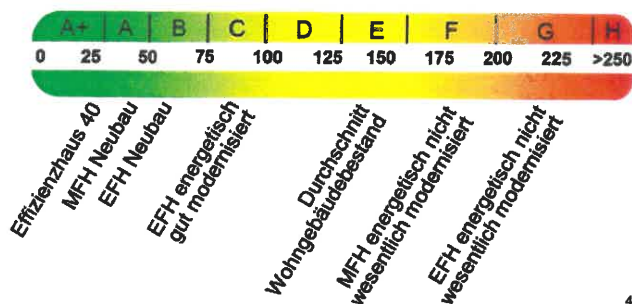 A+ A B C D E F G H
0 25 50 75 100 125 150 175 200 225 >250
Effizienzhaus 40
MFH Neubau
EFH Neubau
EFH energetisch
gut modernisiert
Durchschnitt
Wohngebäudebestand
MFH energetisch nicht
wesentlich modernisiert
EFH energetisch nicht
wesentlich modernisiert